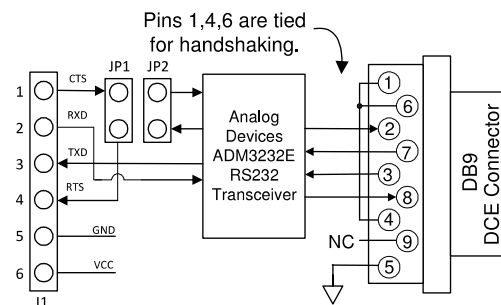 Pins 1,4,6 are tied
for handshaking.
JP1
JP2
1
CTS
2
RXD
3
TXD
4
RTS
5
GND
6
VCC
J1
Analog
Devices
ADM3232E
RS232
Transceiver
1
6
2
7
3
8
4
NC
9
5
DB9
DCE Connector